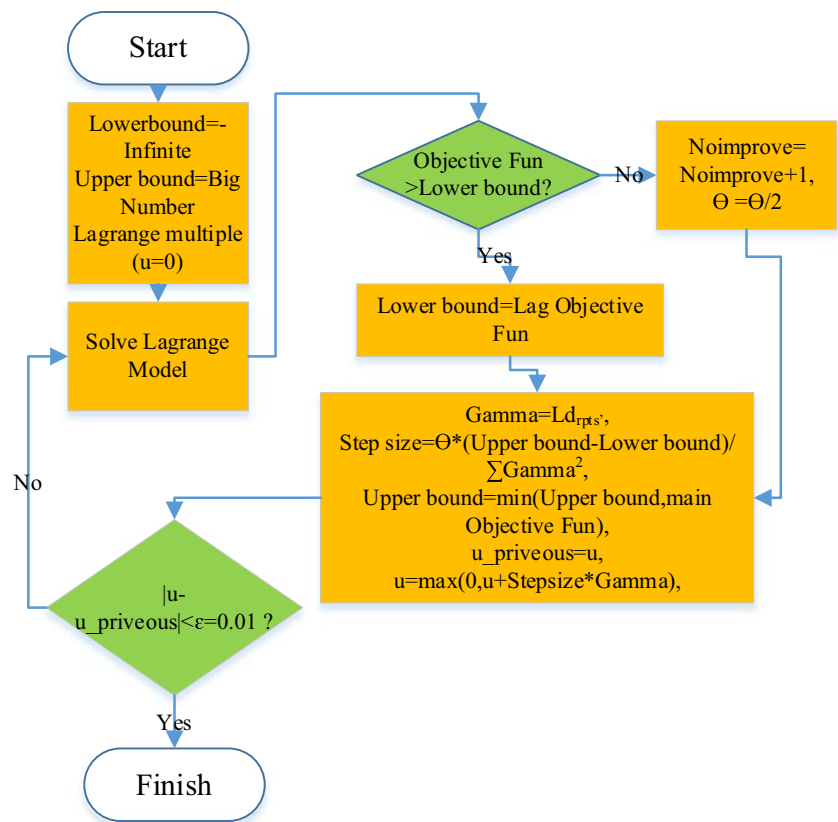 Start
Lowerbound=-
Infinite
Upper bound=Big
Number
Lagrange multiple
(u=0)
Solve Lagrange
Model
Objective Fun
>Lower bound?
No
Noimprove=
Noimprove+1,
Ɵ =Ɵ/2
Yes
Lower bound=Lag Objective
Fun
Gamma=Ld_rpts',
Step size=Ɵ*(Upper bound-Lower bound)/
∑Gamma²,
Upper bound=min(Upper bound,main
Objective Fun),
u_priveous=u,
u=max(0,u+Stepsize*Gamma),
No
|u-
u_priveous|<ε=0.01 ?
Yes
Finish